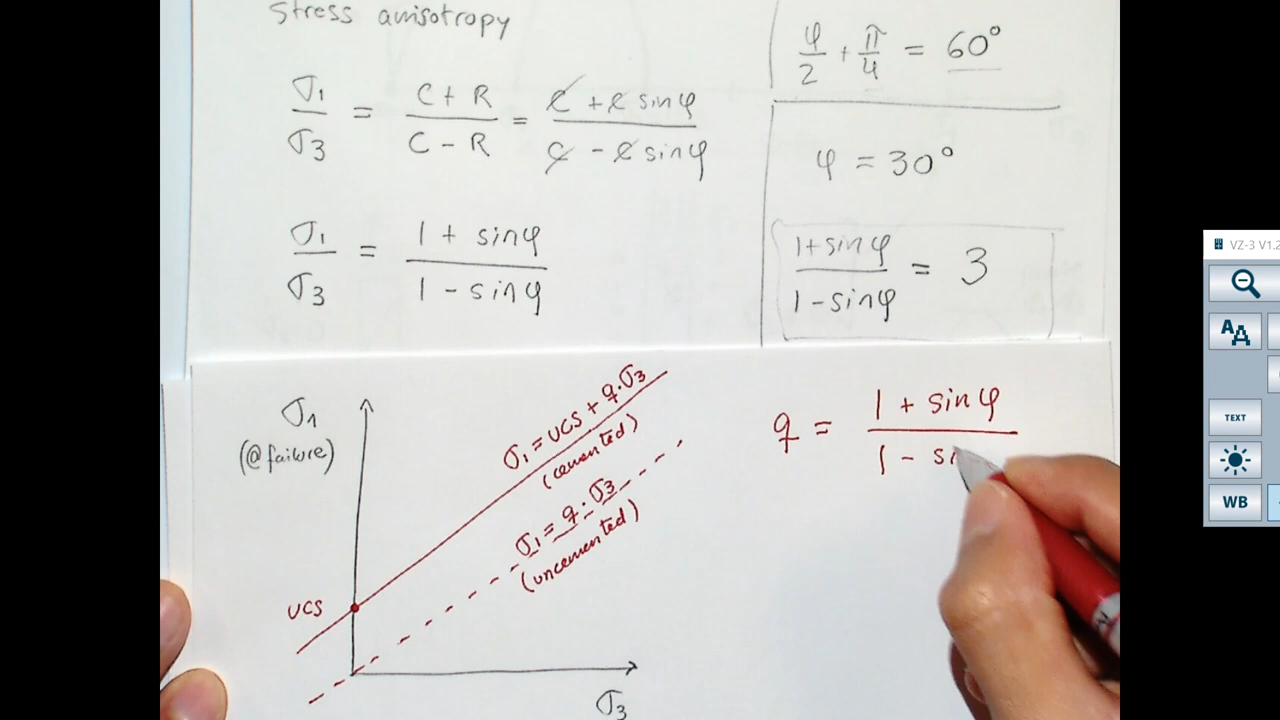 Stress anisotropy
σ1/σ3 = (C + R)/(C - R) = (C + C sinφ)/(C - C sinφ)
σ1/σ3 = (1 + sinφ)/(1 - sinφ)
φ/2 + π/4 = 60°
φ = 30°
(1+sinφ)/(1-sinφ) = 3
σ1
(@failure)
σ1 = UCS + q·σ3
(cemented)
σ1 = q·σ3
(uncemented)
UCS
σ3
q = (1 + sinφ)/(1 - si
VZ-3 V1.2
AA
TEXT
WB